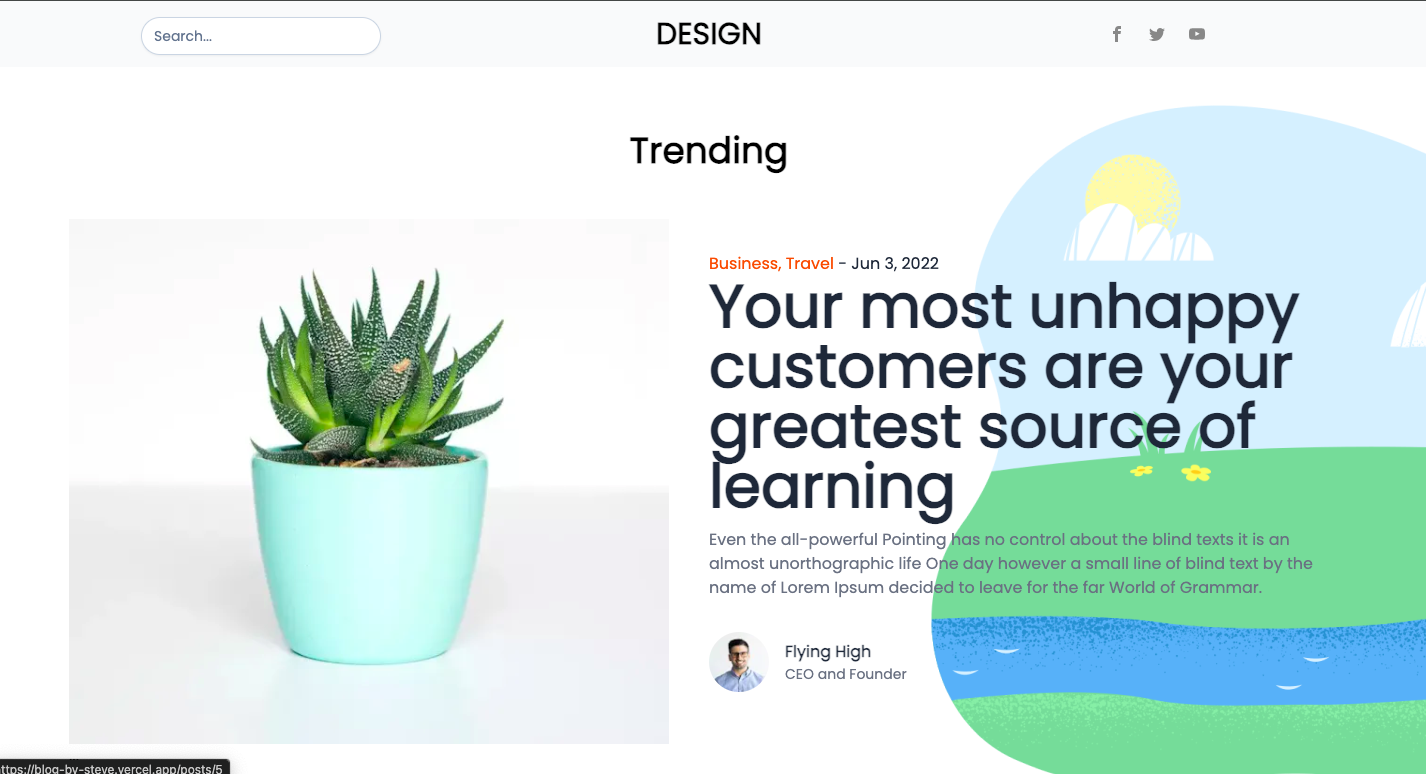 Search...
DESIGN
Trending
Business, Travel - Jun 3, 2022
Your most unhappy
customers are your
greatest source of
learning
Even the all-powerful Pointing has no control about the blind texts it is an
almost unorthographic life One day however a small line of blind text by the
name of Lorem Ipsum decided to leave for the far World of Grammar.
Flying High
CEO and Founder
ttps://blog-by-steve.vercel.app/posts/5